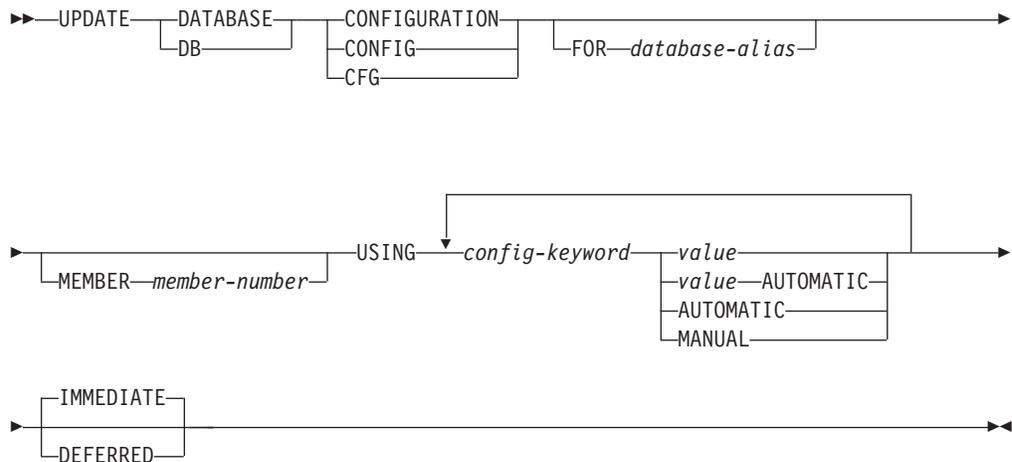 UPDATE DATABASE CONFIGURATION
DB CONFIG FOR database-alias
CFG
USING config-keyword value
MEMBER member-number value AUTOMATIC
AUTOMATIC
MANUAL
IMMEDIATE
DEFERRED